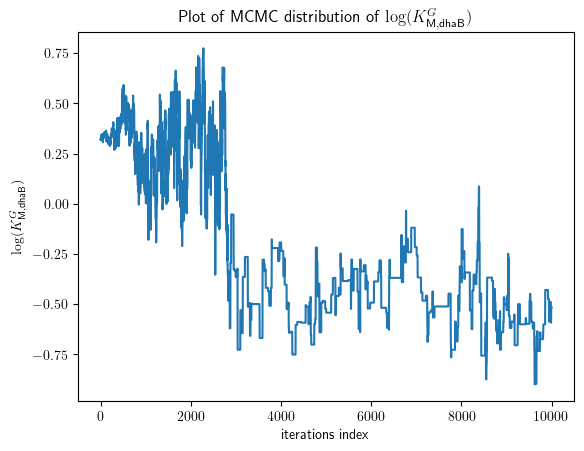 Plot of MCMC distribution of log(K^G_{M,dhaB})
log(K^G_{M,dhaB})
0.75
0.50
0.25
0.00
−0.25
−0.50
−0.75
0 2000 4000 6000 8000 10000
iterations index